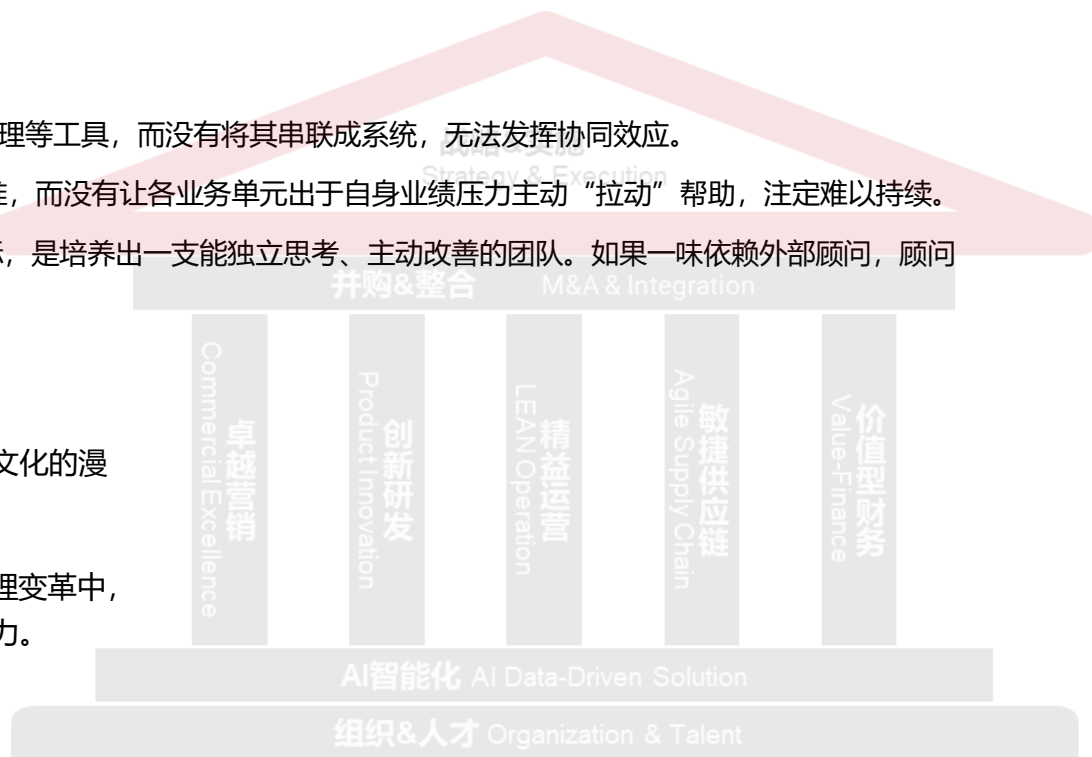 理等工具，而没有将其串联成系统，无法发挥协同效应。
Strategy & Execution
，而没有让各业务单元出于自身业绩压力主动“拉动”帮助，注定难以持续。
，是培养出一支能独立思考、主动改善的团队。如果一味依赖外部顾问，顾问
并购&整合 M&A & Integration
卓越营销
Commercial Excellence
创新研发
Product Innovation
精益运营
LEAN Operation
敏捷供应链
Agile Supply Chain
价值型财务
Value-Finance
文化的漫
理变革中，
力。
AI智能化 AI Data-Driven Solution
组织&人才 Organization & Talent